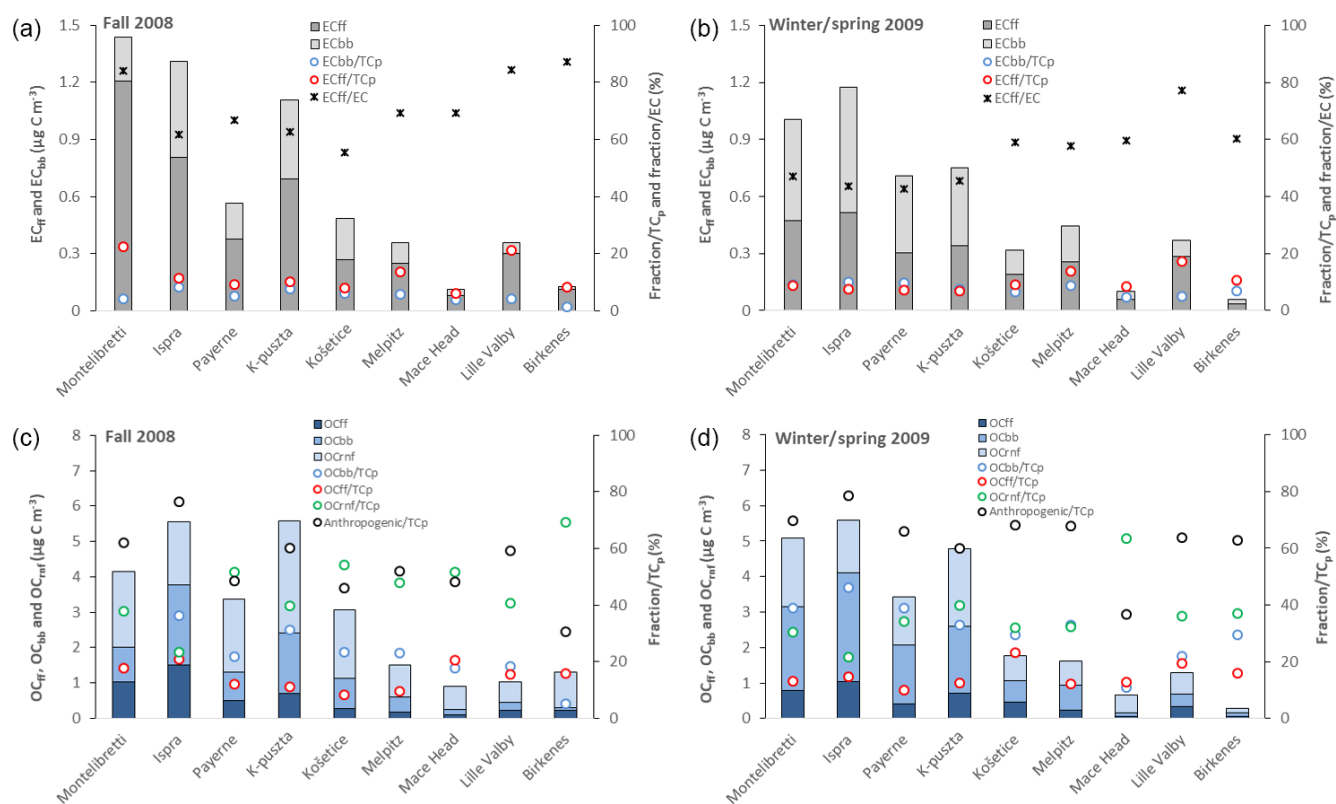 (a)
Fall 2008
ECff
ECbb
ECbb/TCp
ECff/TCp
ECff/EC
1.5
1.2
0.9
0.6
0.3
0
100
80
60
40
20
0
ECff and ECbb (µg C m-3)
Fraction/TCp and fraction/EC (%)
Montelibretti
Ispra
Payerne
K-puszta
Košetice
Melpitz
Mace Head
Lille Valby
Birkenes
(b)
Winter/spring 2009
ECff
ECbb
ECbb/TCp
ECff/TCp
ECff/EC
1.5
1.2
0.9
0.6
0.3
0
100
80
60
40
20
0
ECff and ECbb (µg C m-3)
Fraction/TCp and fraction/EC (%)
Montelibretti
Ispra
Payerne
K-puszta
Košetice
Melpitz
Mace Head
Lille Valby
Birkenes
(c)
Fall 2008
OCff
OCbb
OCrnf
OCbb/TCp
OCff/TCp
OCrnf/TCp
Anthropogenic/TCp
8
7
6
5
4
3
2
1
0
100
80
60
40
20
0
OCff, OCbb and OCrnf (µg C m-3)
Fraction/TCp (%)
Montelibretti
Ispra
Payerne
K-puszta
Košetice
Melpitz
Mace Head
Lille Valby
Birkenes
(d)
Winter/spring 2009
OCff
OCbb
OCrnf
OCbb/TCp
OCff/TCp
OCrnf/TCp
Anthropogenic/TCp
8
7
6
5
4
3
2
1
0
100
80
60
40
20
0
OCff, OCbb and OCrnf (µg C m-3)
Fraction/TCp (%)
Montelibretti
Ispra
Payerne
K-puszta
Košetice
Melpitz
Mace Head
Lille Valby
Birkenes